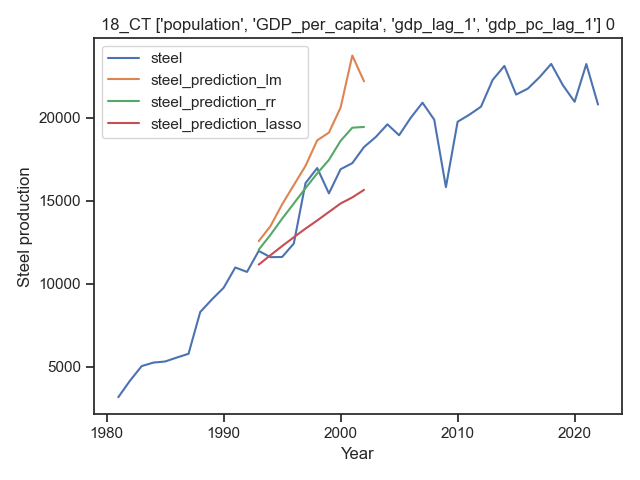 18_CT ['population', 'GDP_per_capita', 'gdp_lag_1', 'gdp_pc_lag_1'] 0
steel
steel_prediction_lm
steel_prediction_rr
steel_prediction_lasso
Steel production
20000
15000
10000
5000
1980
1990
2000
2010
2020
Year